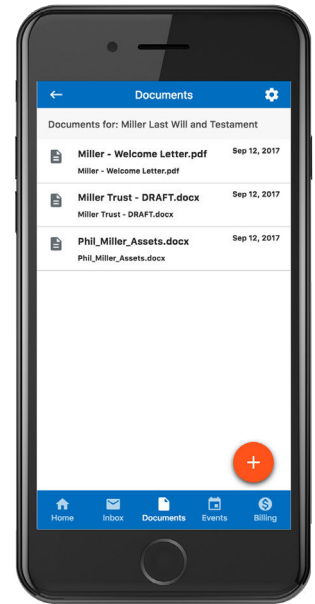 Documents
Documents for: Miller Last Will and Testament
Miller - Welcome Letter.pdf
Sep 12, 2017
Miller - Welcome Letter.pdf
Miller Trust - DRAFT.docx
Sep 12, 2017
Miller Trust - DRAFT.docx
Phil_Miller_Assets.docx
Sep 12, 2017
Phil_Miller_Assets.docx
Home Inbox Documents Events Billing